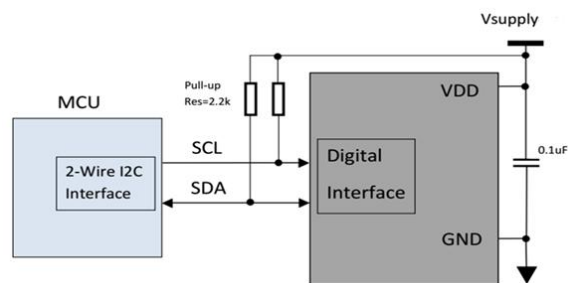 Vsupply
Pull-up
Res=2.2k
MCU
VDD
SCL
2-Wire I2C
Interface
SDA
Digital
Interface
0.1uF
GND